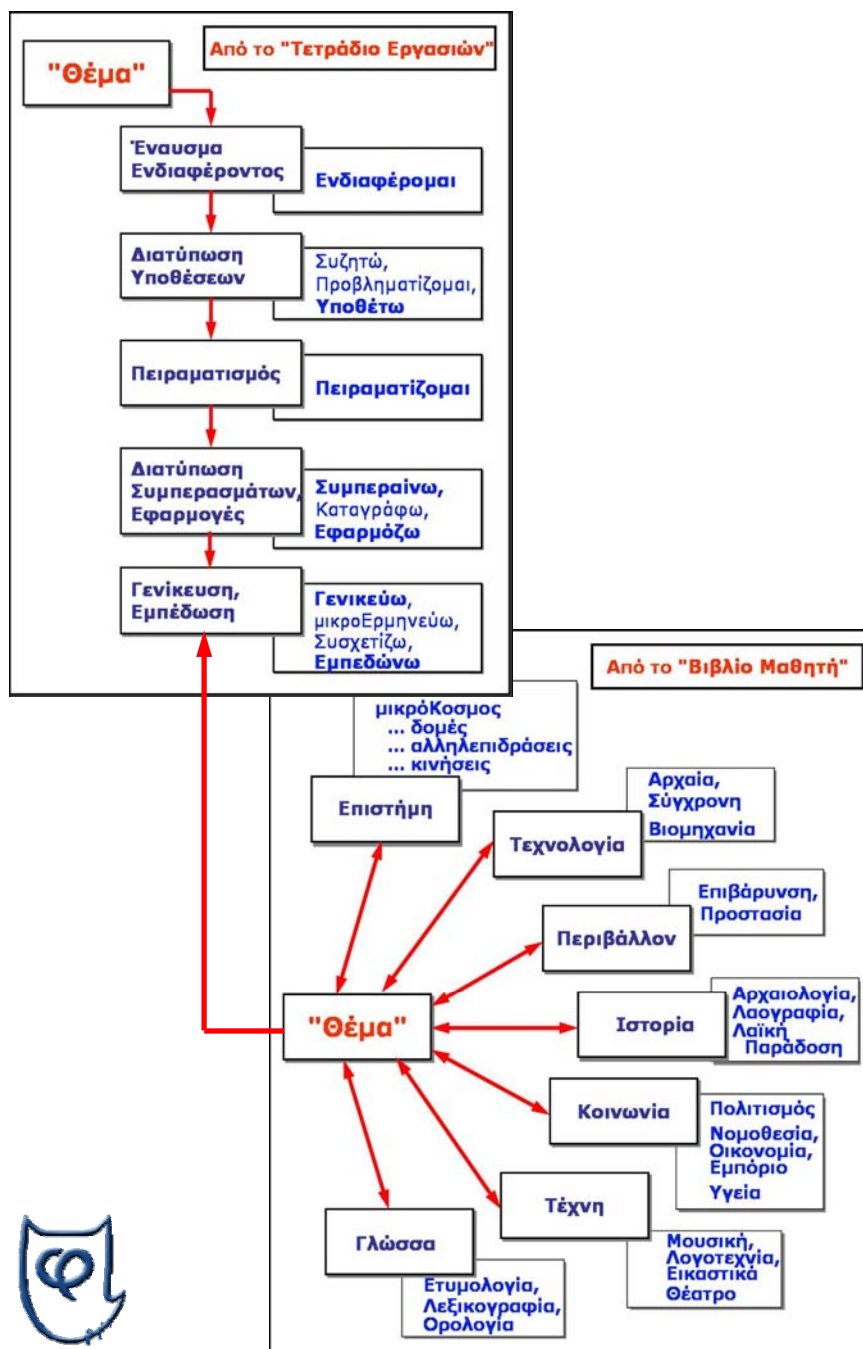 "Θέμα"
Από το "Τετράδιο Εργασιών"
Έναυσμα
Ενδιαφέροντος
Ενδιαφέρομαι
Διατύπωση
Υποθέσεων
Συζητώ,
Προβληματίζομαι,
Υποθέτω
Πειραματισμός
Πειραματίζομαι
Διατύπωση
Συμπερασμάτων,
Εφαρμογές
Συμπεραίνω,
Καταγράφω,
Εφαρμόζω
Γενίκευση,
Εμπέδωση
Γενικεύω,
μικροΕρμηνεύω,
Συσχετίζω,
Εμπεδώνω
Από το "Βιβλίο Μαθητή"
μικρόΚοσμος
... δομές
... αλληλεπιδράσεις
... κινήσεις
Επιστήμη
Τεχνολογία
Αρχαία,
Σύγχρονη
Βιομηχανία
Περιβάλλον
Επιβάρυνση,
Προστασία
"Θέμα"
Ιστορία
Αρχαιολογία,
Λαογραφία,
Λαϊκή
Παράδοση
Κοινωνία
Πολιτισμός
Νομοθεσία,
Οικονομία,
Εμπόριο
Υγεία
Τέχνη
Μουσική,
Λογοτεχνία,
Εικαστικά
Θέατρο
Γλώσσα
Ετυμολογία,
Λεξικογραφία,
Ορολογία
φ